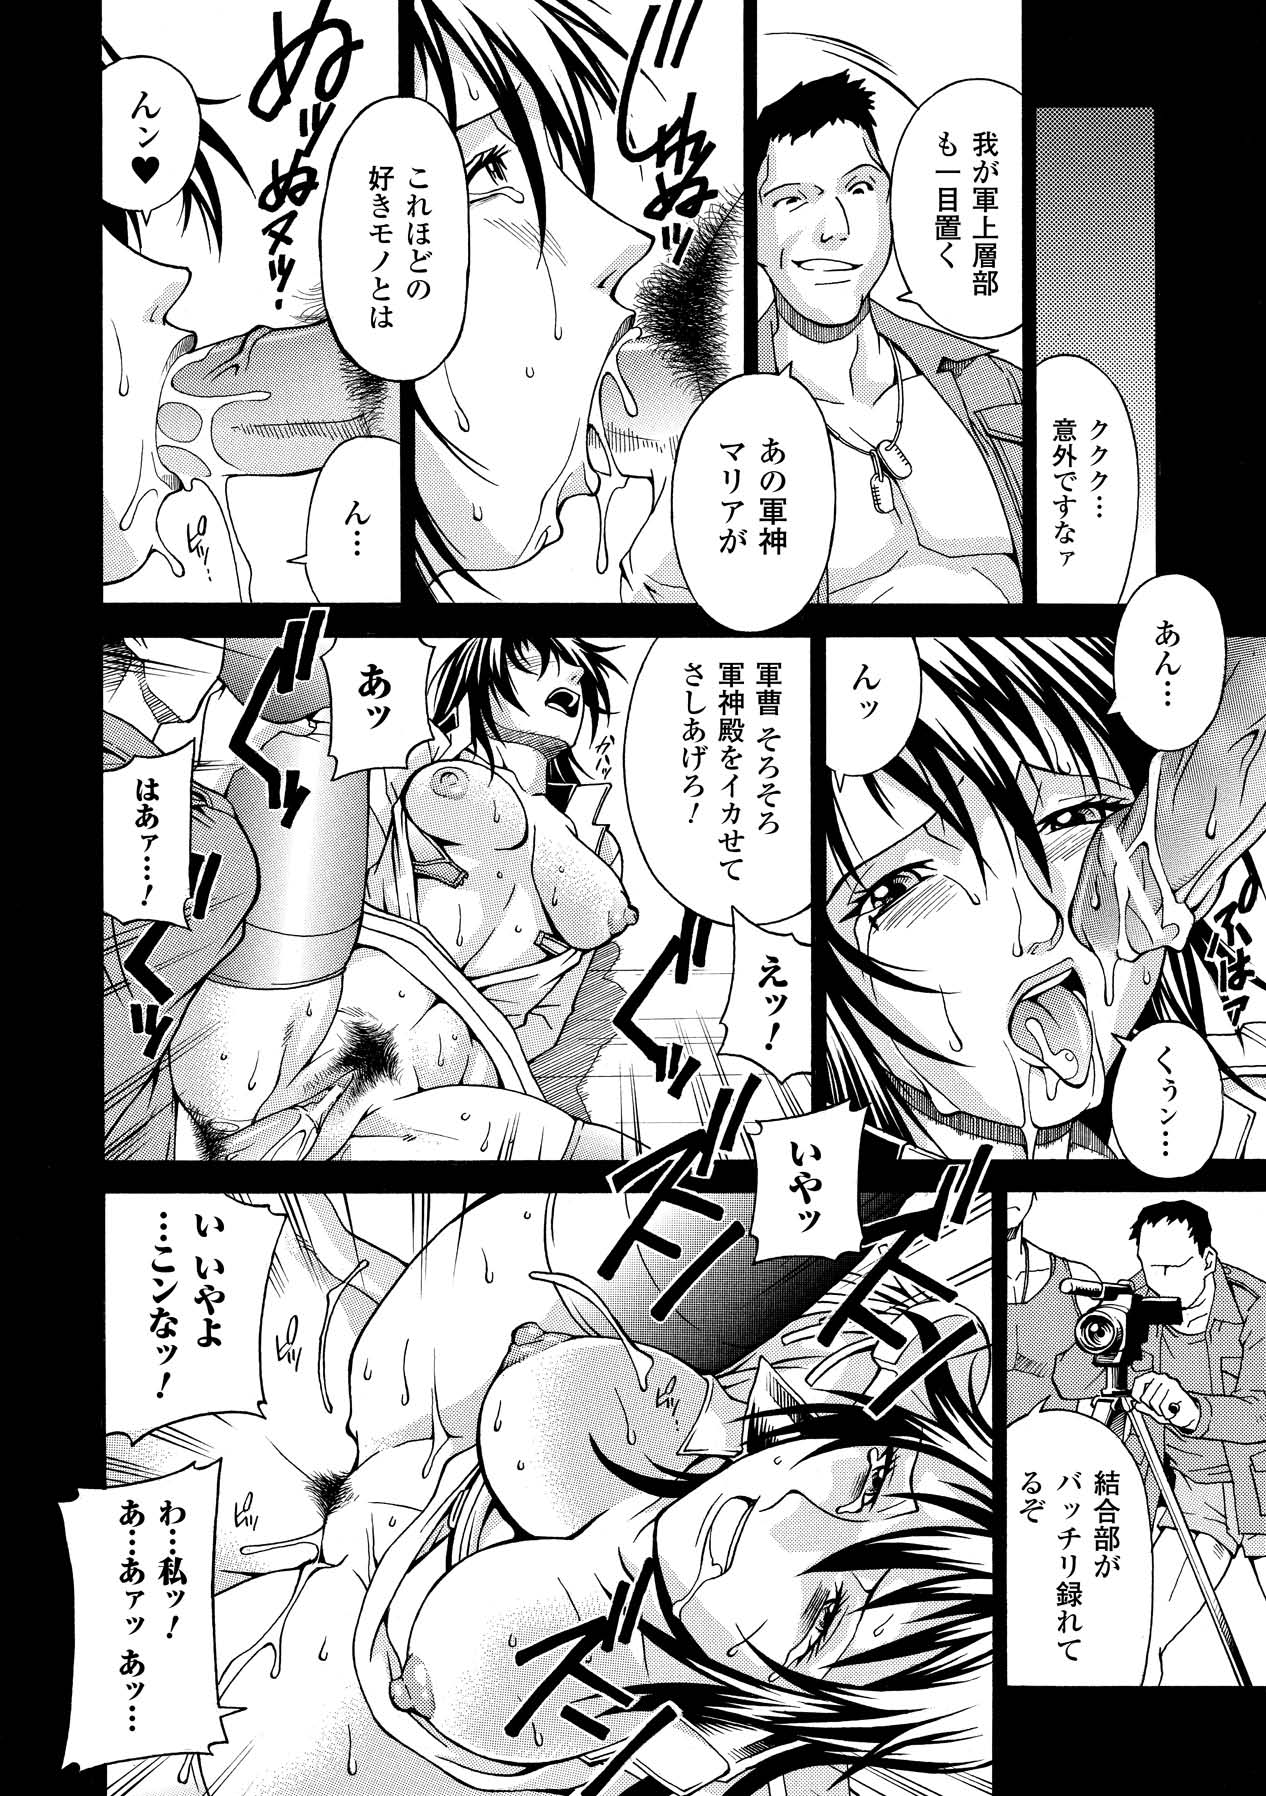 ククク…
意外ですなァ
我が軍上層部
も一目置く
あの軍神
マリアが
ぬッ
これほどの
好きモノとは
ん…
ぬッ
ぬヌッ…
んン♥
ピッ…
あん…
んッ
くぅン…
軍曹 そろそろ
軍神殿をイカせて
さしあげろ!
えッ!
あッ
はぁァ…!
結合部が
バッチリ録れて
るぞ
いやッ
い いやよ
…こンなッ!
わ…私ッ!
あ…あァッ あッ…